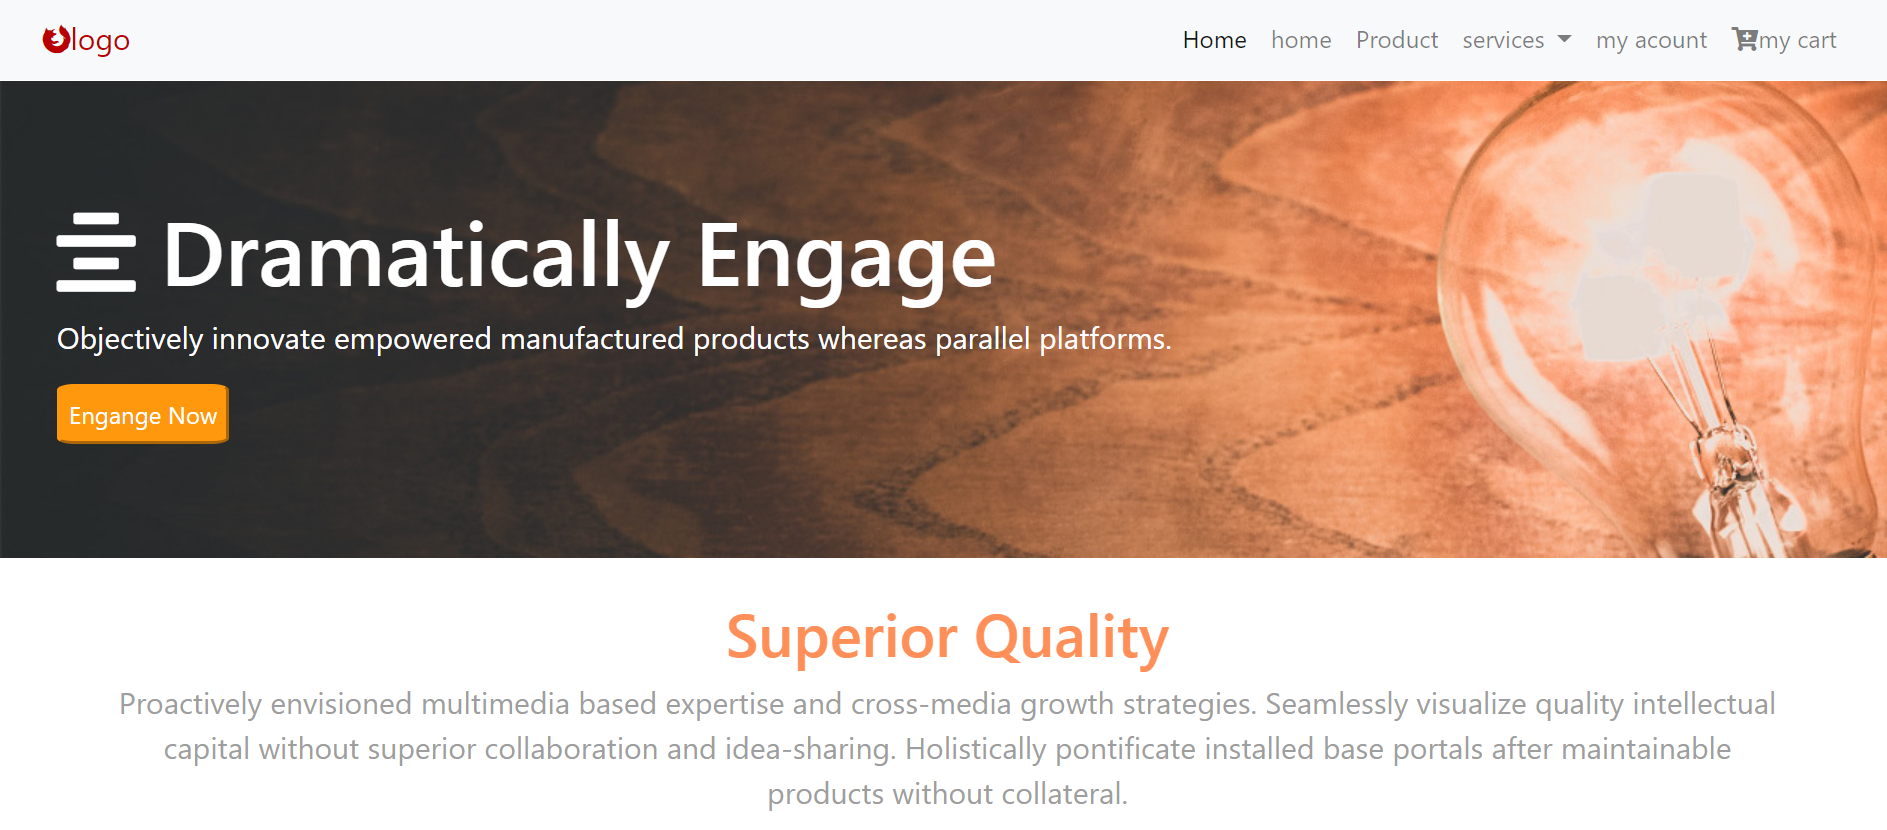 logo
Home home Product services my acount my cart
Dramatically Engage
Objectively innovate empowered manufactured products whereas parallel platforms.
Engange Now
Superior Quality
Proactively envisioned multimedia based expertise and cross-media growth strategies. Seamlessly visualize quality intellectual
capital without superior collaboration and idea-sharing. Holistically pontificate installed base portals after maintainable
products without collateral.